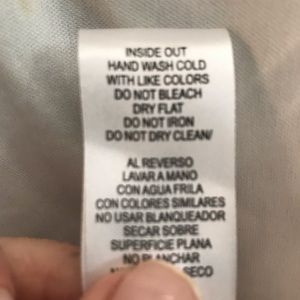 INSIDE OUT
HAND WASH COLD
WITH LIKE COLORS
DO NOT BLEACH
DRY FLAT
DO NOT IRON
DO NOT DRY CLEAN/
AL REVERSO
LAVAR A MANO
CON AGUA FRILA
CON COLORES SIMILARES
NO USAR BLANQUEADOR
SECAR SOBRE
SUPERFICIE PLANA
NO PLANCHAR
SECO